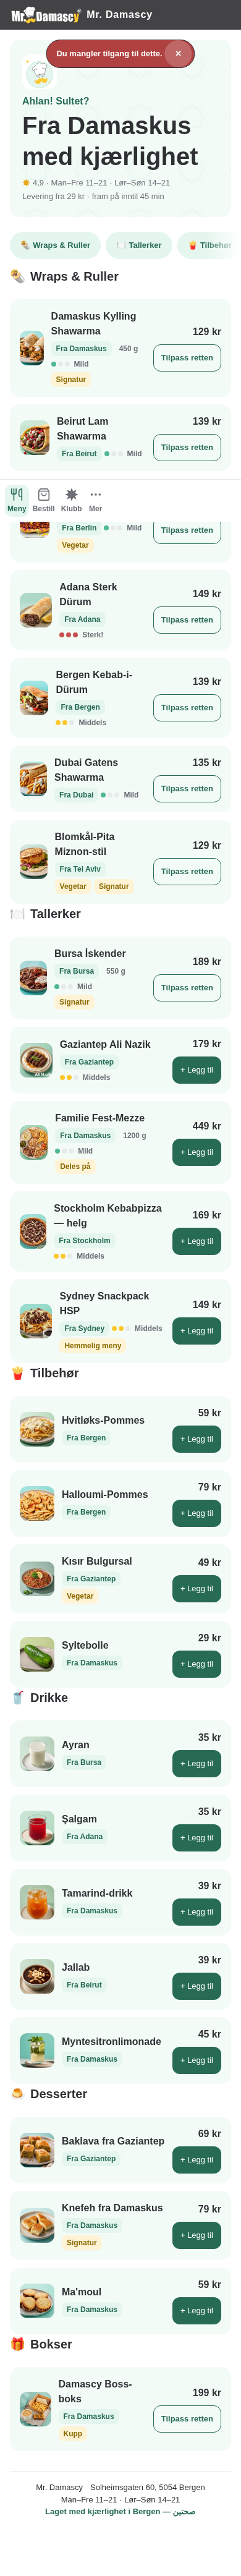 Mr. Damascy Mr. Damascy
Du mangler tilgang til dette. ×
Ahlan! Sultet?
Fra Damaskus
med kjærlighet
4,9 · Man–Fre 11–21 · Lør–Søn 14–21
Levering fra 29 kr · fram på inntil 45 min
Wraps & Ruller
Tallerker
Tilbehør
Wraps & Ruller
Damaskus Kylling
Shawarma
Fra Damaskus 450 g
Mild
Signatur
129 kr
Tilpass retten
Beirut Lam
Shawarma
Fra Beirut Mild
139 kr
Tilpass retten
Meny Bestill Klubb Mer
Fra Berlin Mild
Vegetar
Tilpass retten
Adana Sterk
Dürum
Fra Adana
Sterk!
149 kr
Tilpass retten
Bergen Kebab-i-
Dürum
Fra Bergen
Middels
139 kr
Tilpass retten
Dubai Gatens
Shawarma
Fra Dubai Mild
135 kr
Tilpass retten
Blomkål-Pita
Miznon-stil
Fra Tel Aviv
Vegetar Signatur
129 kr
Tilpass retten
Tallerker
Bursa İskender
Fra Bursa 550 g
Mild
Signatur
189 kr
Tilpass retten
Gaziantep Ali Nazik
Fra Gaziantep
Middels
179 kr
+ Legg til
Familie Fest-Mezze
Fra Damaskus 1200 g
Mild
Deles på
449 kr
+ Legg til
Stockholm Kebabpizza
— helg
Fra Stockholm
Middels
169 kr
+ Legg til
Sydney Snackpack
HSP
Fra Sydney Middels
Hemmelig meny
149 kr
+ Legg til
Tilbehør
Hvitløks-Pommes
Fra Bergen
59 kr
+ Legg til
Halloumi-Pommes
Fra Bergen
79 kr
+ Legg til
Kısır Bulgursal
Fra Gaziantep
Vegetar
49 kr
+ Legg til
Syltebolle
Fra Damaskus
29 kr
+ Legg til
Drikke
Ayran
Fra Bursa
35 kr
+ Legg til
Şalgam
Fra Adana
35 kr
+ Legg til
Tamarind-drikk
Fra Damaskus
39 kr
+ Legg til
Jallab
Fra Beirut
39 kr
+ Legg til
Myntesitronlimonade
Fra Damaskus
45 kr
+ Legg til
Desserter
Baklava fra Gaziantep
Fra Gaziantep
69 kr
+ Legg til
Knefeh fra Damaskus
Fra Damaskus
Signatur
79 kr
+ Legg til
Ma'moul
Fra Damaskus
59 kr
+ Legg til
Bokser
Damascy Boss-
boks
Fra Damaskus
Kupp
199 kr
Tilpass retten
Mr. Damascy Solheimsgaten 60, 5054 Bergen
Man–Fre 11–21 · Lør–Søn 14–21
Laget med kjærlighet i Bergen — صحتين